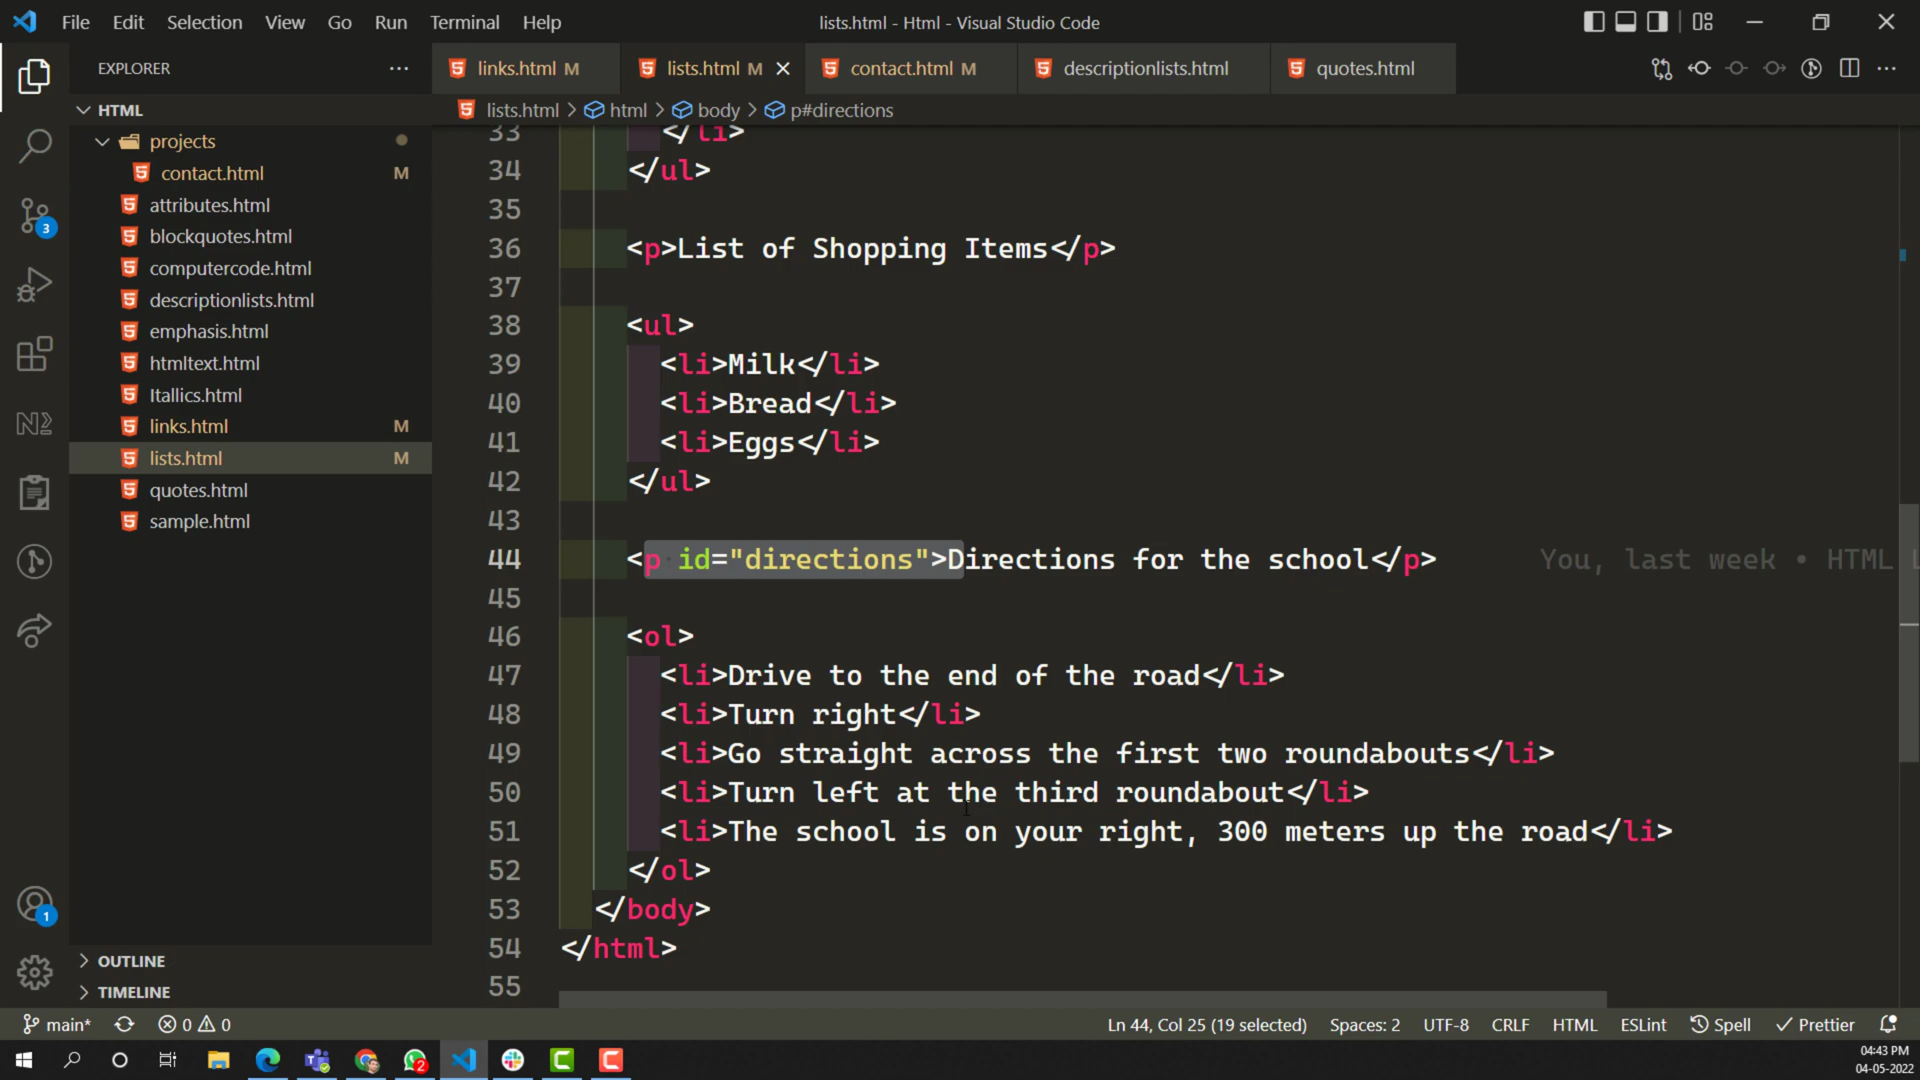 File Edit Selection View Go Run Terminal Help
lists.html - Html - Visual Studio Code
EXPLORER
HTML
projects
contact.html M
attributes.html
blockquotes.html
computercode.html
descriptionlists.html
emphasis.html
htmltext.html
Itallics.html
links.html M
lists.html M
quotes.html
sample.html
OUTLINE
TIMELINE
3
1
links.html M lists.html M contact.html M descriptionlists.html quotes.html
lists.html > html > body > p#directions
33 </li>
34 </ul>
35
36 <p>List of Shopping Items</p>
37
38 <ul>
39 <li>Milk</li>
40 <li>Bread</li>
41 <li>Eggs</li>
42 </ul>
43
44 <p id="directions">Directions for the school</p> You, last week • HTML L
45
46 <ol>
47 <li>Drive to the end of the road</li>
48 <li>Turn right</li>
49 <li>Go straight across the first two roundabouts</li>
50 <li>Turn left at the third roundabout</li>
51 <li>The school is on your right, 300 meters up the road</li>
52 </ol>
53 </body>
54 </html>
55
main* 0 0 Ln 44, Col 25 (19 selected) Spaces: 2 UTF-8 CRLF HTML ESLint Spell Prettier
2
04:43 PM
04-05-2022